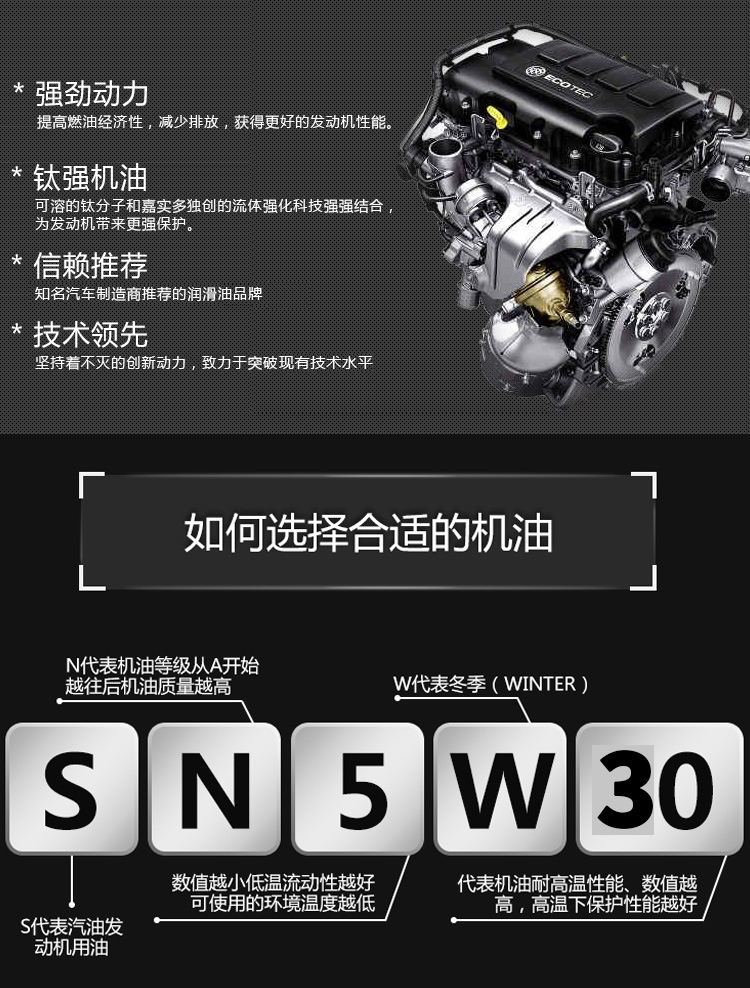 * 强劲动力
提高燃油经济性，减少排放，获得更好的发动机性能。
* 钛强机油
可溶的钛分子和嘉实多独创的流体强化科技强强结合，
为发动机带来更强保护。
* 信赖推荐
知名汽车制造商推荐的润滑油品牌
* 技术领先
坚持着不灭的创新动力，致力于突破现有技术水平
ECOTEC
如何选择合适的机油
N代表机油等级从A开始
越往后机油质量越高
W代表冬季（WINTER）
S N 5 W 30
数值越小低温流动性越好
可使用的环境温度越低
代表机油耐高温性能、数值越
高，高温下保护性能越好
S代表汽油发
动机用油